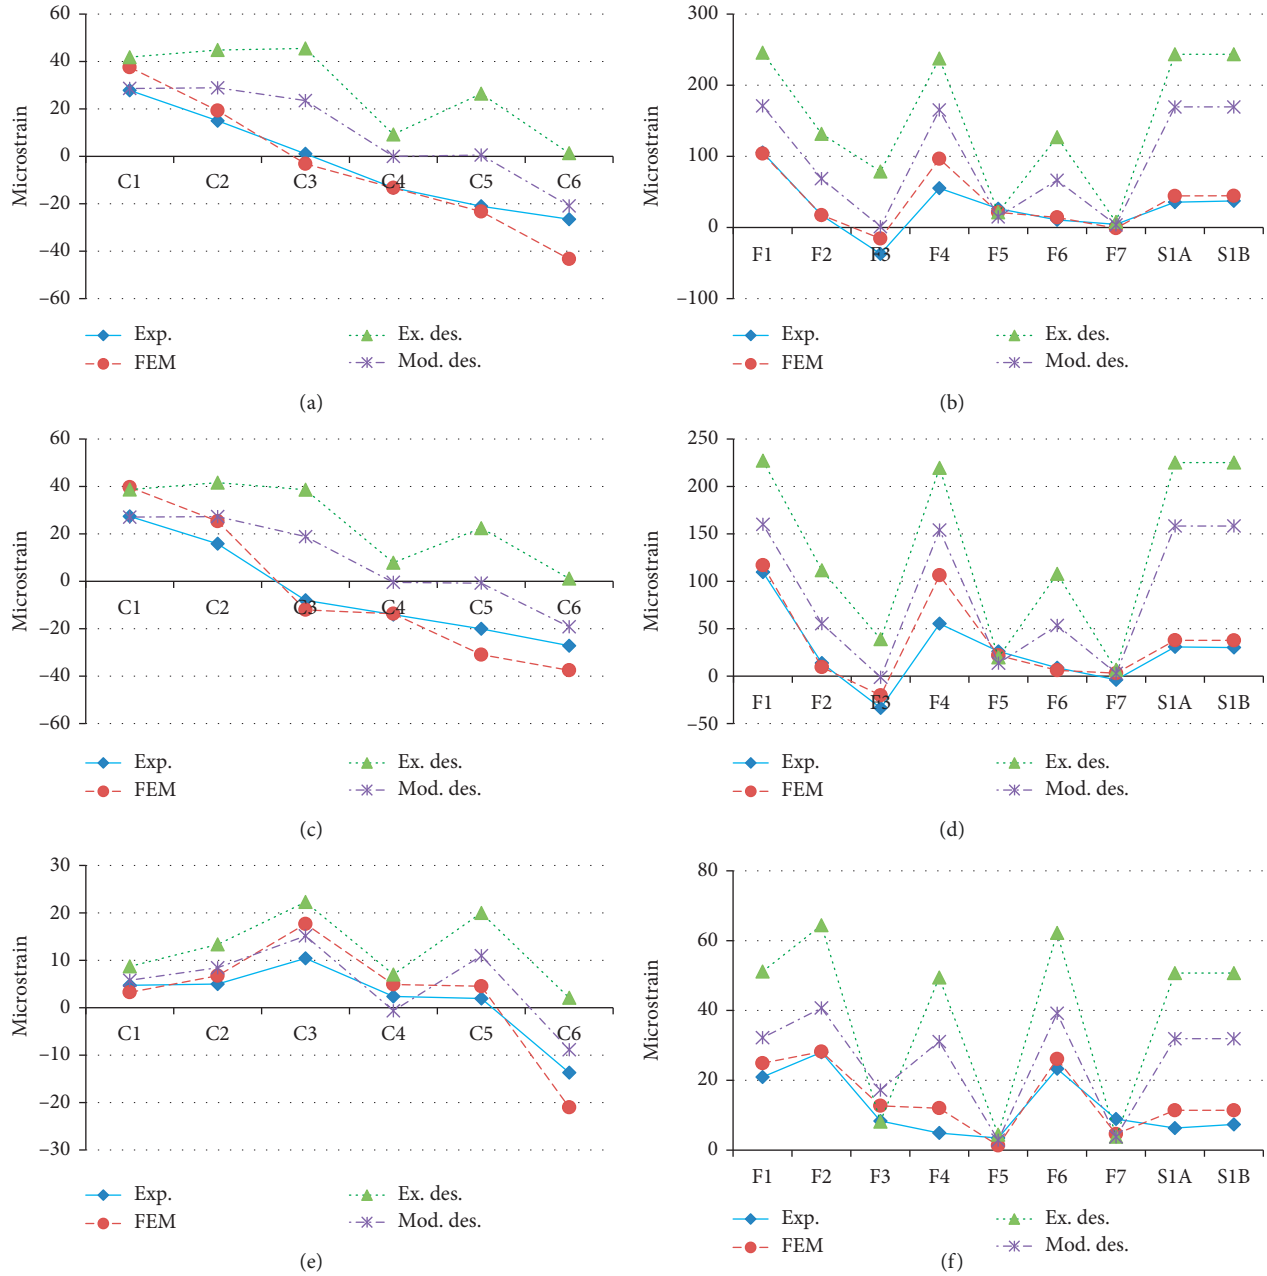 60
40
20
0
−20
−40
−60
Microstrain
C1 C2 C3 C4 C5 C6
Exp. Ex. des.
FEM Mod. des.
(a)
300
200
100
0
−100
Microstrain
F1 F2 F3 F4 F5 F6 F7 S1A S1B
Exp. Ex. des.
FEM Mod. des.
(b)
60
40
20
0
−20
−40
−60
Microstrain
C1 C2 C3 C4 C5 C6
Exp. Ex. des.
FEM Mod. des.
(c)
250
200
150
100
50
0
−50
Microstrain
F1 F2 F3 F4 F5 F6 F7 S1A S1B
Exp. Ex. des.
FEM Mod. des.
(d)
30
20
10
0
−10
−20
−30
Microstrain
C1 C2 C3 C4 C5 C6
Exp. Ex. des.
FEM Mod. des.
(e)
80
60
40
20
0
Microstrain
F1 F2 F3 F4 F5 F6 F7 S1A S1B
Exp. Ex. des.
FEM Mod. des.
(f)